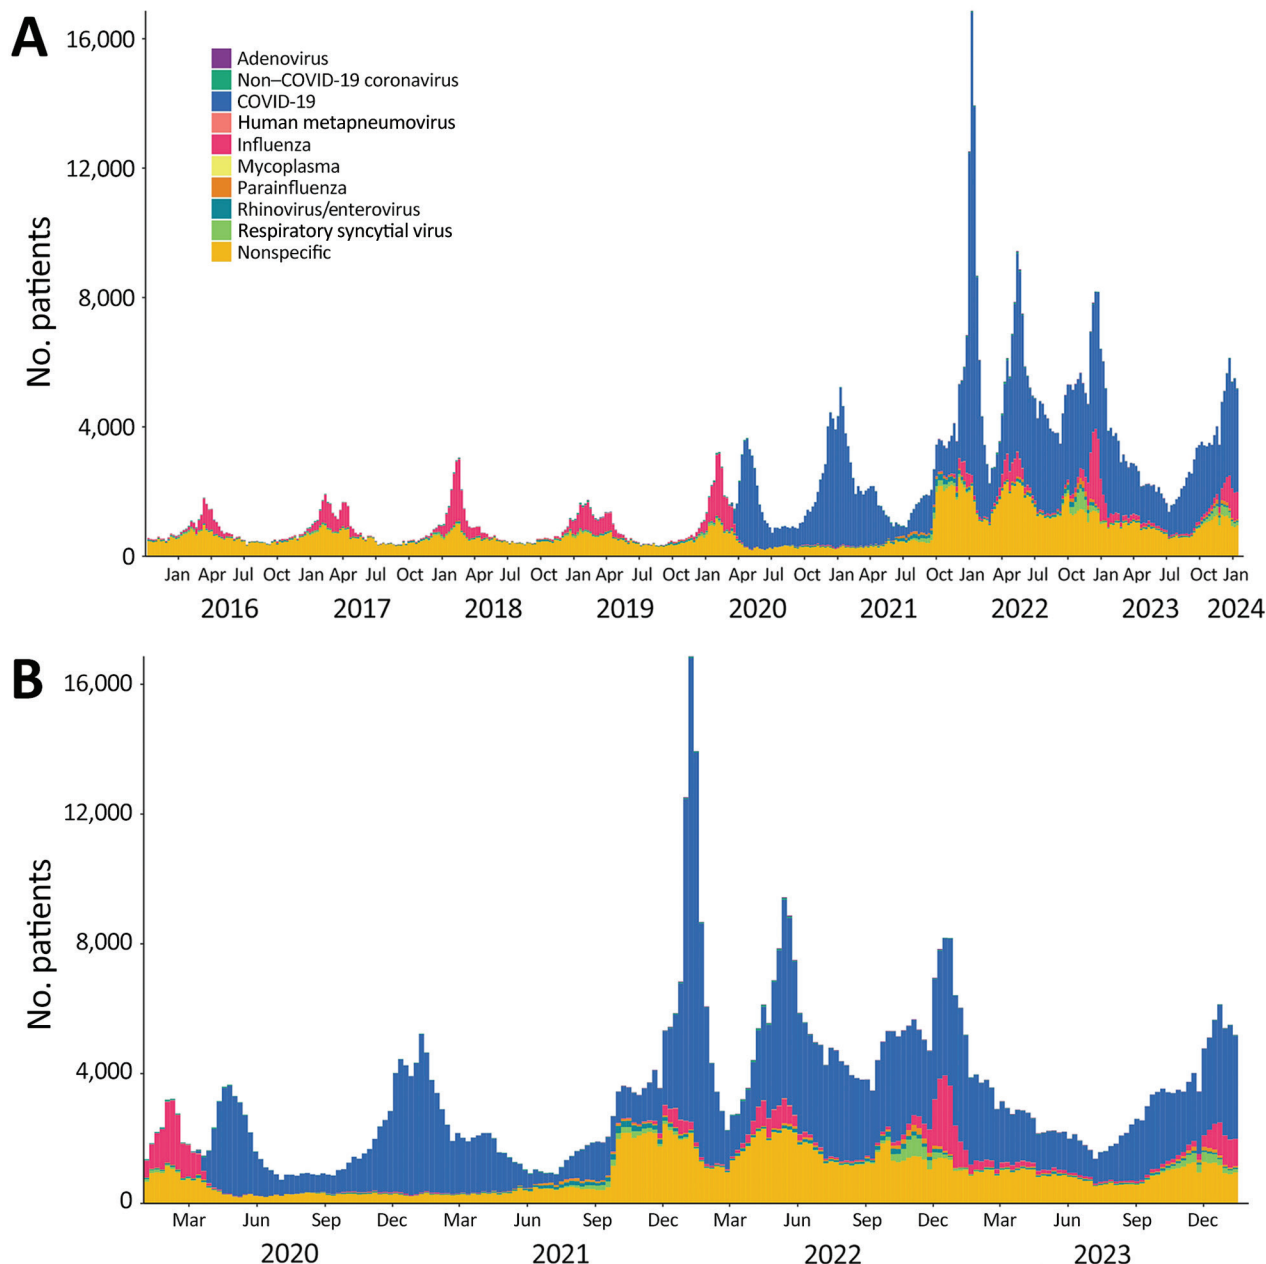 A
No. patients
16,000
12,000
8,000
4,000
0
Adenovirus
Non–COVID-19 coronavirus
COVID-19
Human metapneumovirus
Influenza
Mycoplasma
Parainfluenza
Rhinovirus/enterovirus
Respiratory syncytial virus
Nonspecific
Jan Apr Jul Oct Jan Apr Jul Oct Jan Apr Jul Oct Jan Apr Jul Oct Jan Apr Jul Oct Jan Apr Jul Oct Jan Apr Jul Oct Jan Apr Jul Oct Jan
2016 2017 2018 2019 2020 2021 2022 2023 2024
B
No. patients
16,000
12,000
8,000
4,000
0
Mar Jun Sep Dec Mar Jun Sep Dec Mar Jun Sep Dec Mar Jun Sep Dec
2020 2021 2022 2023